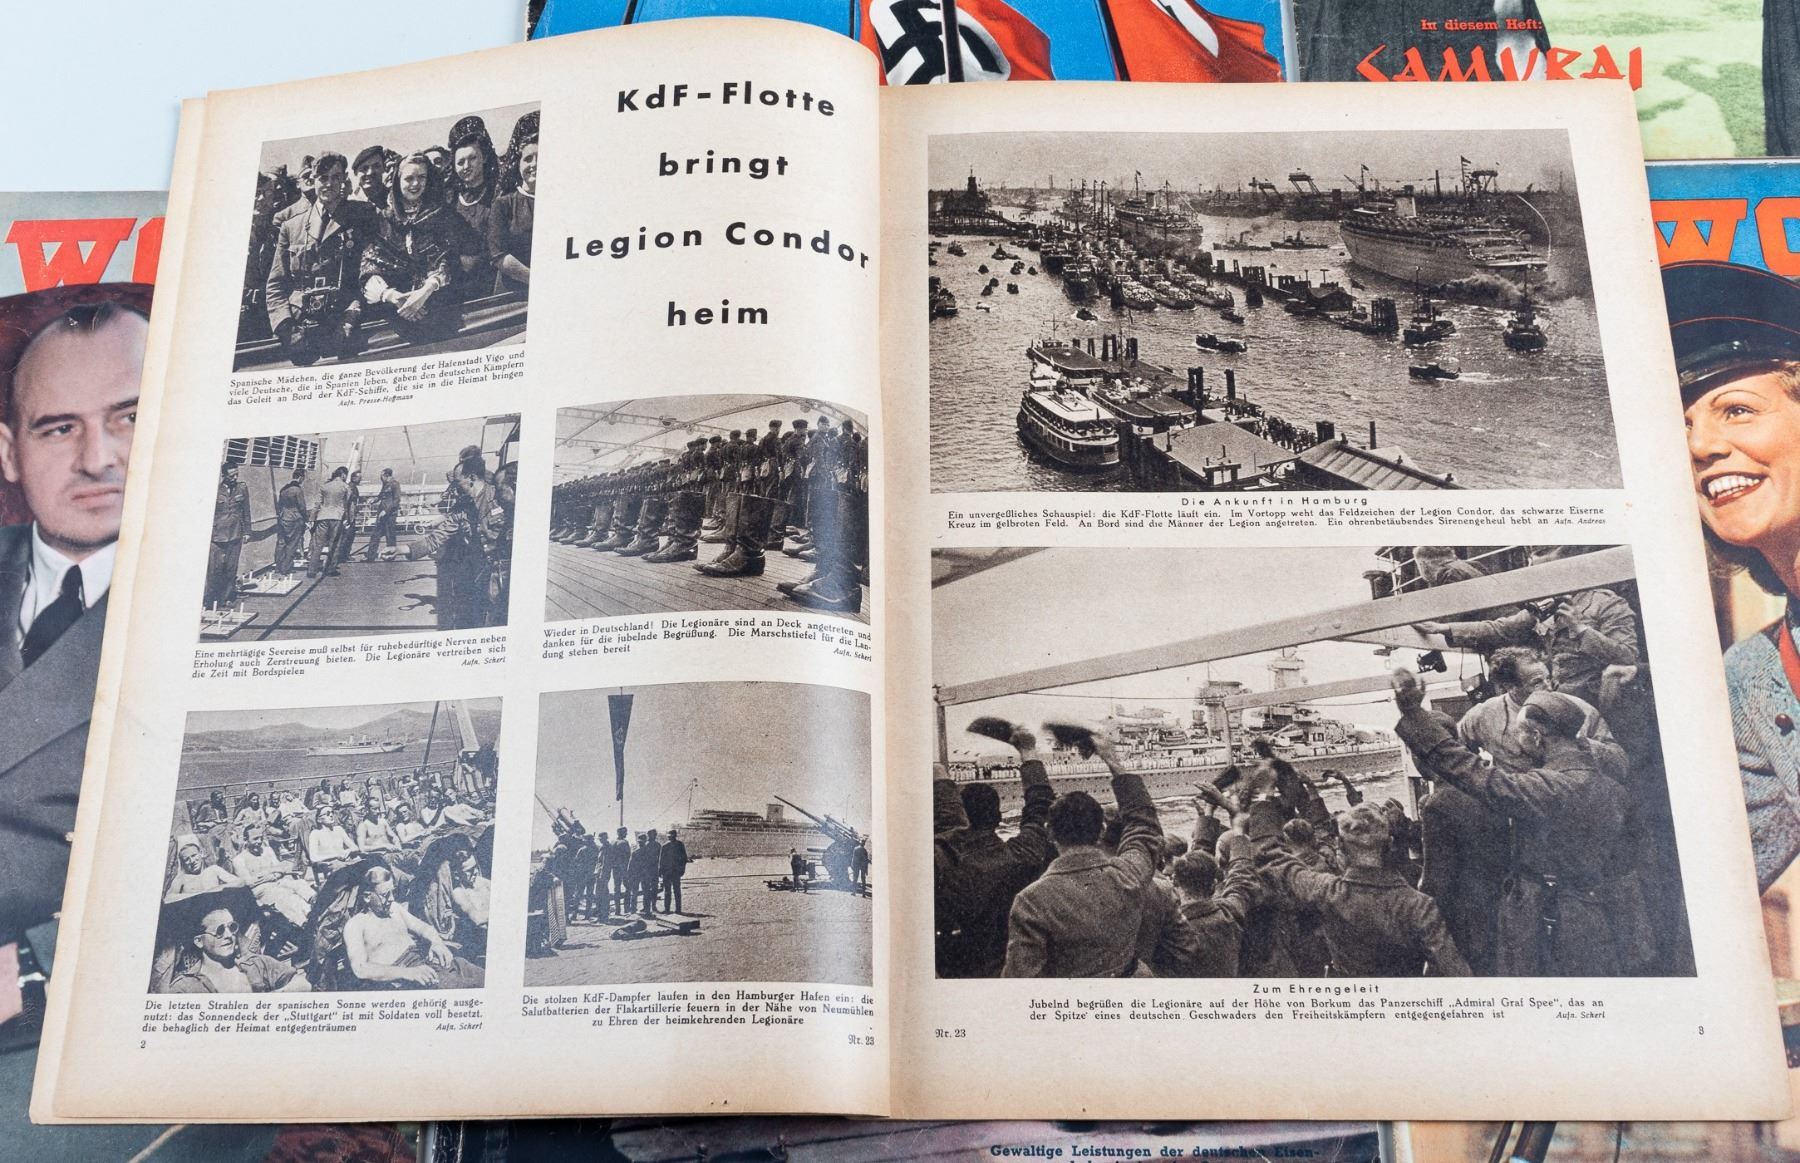 In diesem Heft:
SAMURAI
KdF-Flotte
bringt
Legion Condor
heim
Spanische Mädchen, die ganze Bevölkerung der Hafenstadt Vigo und
viele Deutsche, die in Spanien leben, gaben den deutschen Kämpfern
das Geleit an Bord der KdF-Schiffe, die sie in die Heimat bringen
Aufn. Presse-Hoffmann
Eine mehrtägige Seereise muß selbst für ruhebedürftige Nerven neben
Erholung auch Zerstreuung bieten. Die Legionäre vertreiben sich
die Zeit mit Bordspielen Aufn. Scherl
Wieder in Deutschland! Die Legionäre sind an Deck angetreten und
danken für die jubelnde Begrüßung. Die Marschstiefel für die Lan-
dung stehen bereit Aufn. Scherl
Die letzten Strahlen der spanischen Sonne werden gehörig ausge-
nutzt: das Sonnendeck der „Stuttgart" ist mit Soldaten voll besetzt,
die behaglich der Heimat entgegenträumen Aufn. Scherl
Die stolzen KdF-Dampfer laufen in den Hamburger Hafen ein: die
Salutbatterien der Flakartillerie feuern in der Nähe von Neumühlen
zu Ehren der heimkehrenden Legionäre
2
Nr. 23
Die Ankunft in Hamburg
Ein unvergeßliches Schauspiel: die KdF-Flotte läuft ein. Im Vortopp weht das Feldzeichen der Legion Condor, das schwarze Eiserne
Kreuz im gelbroten Feld. An Bord sind die Männer der Legion angetreten. Ein ohrenbetäubendes Sirenengeheul hebt an Aufn. Andreas
Zum Ehrengeleit
Jubelnd begrüßen die Legionäre auf der Höhe von Borkum das Panzerschiff „Admiral Graf Spee", das an
der Spitze eines deutschen Geschwaders den Freiheitskämpfern entgegengefahren ist Aufn. Scherl
Nr. 23
3
Gewaltige Leistungen der deutschen Eisen-